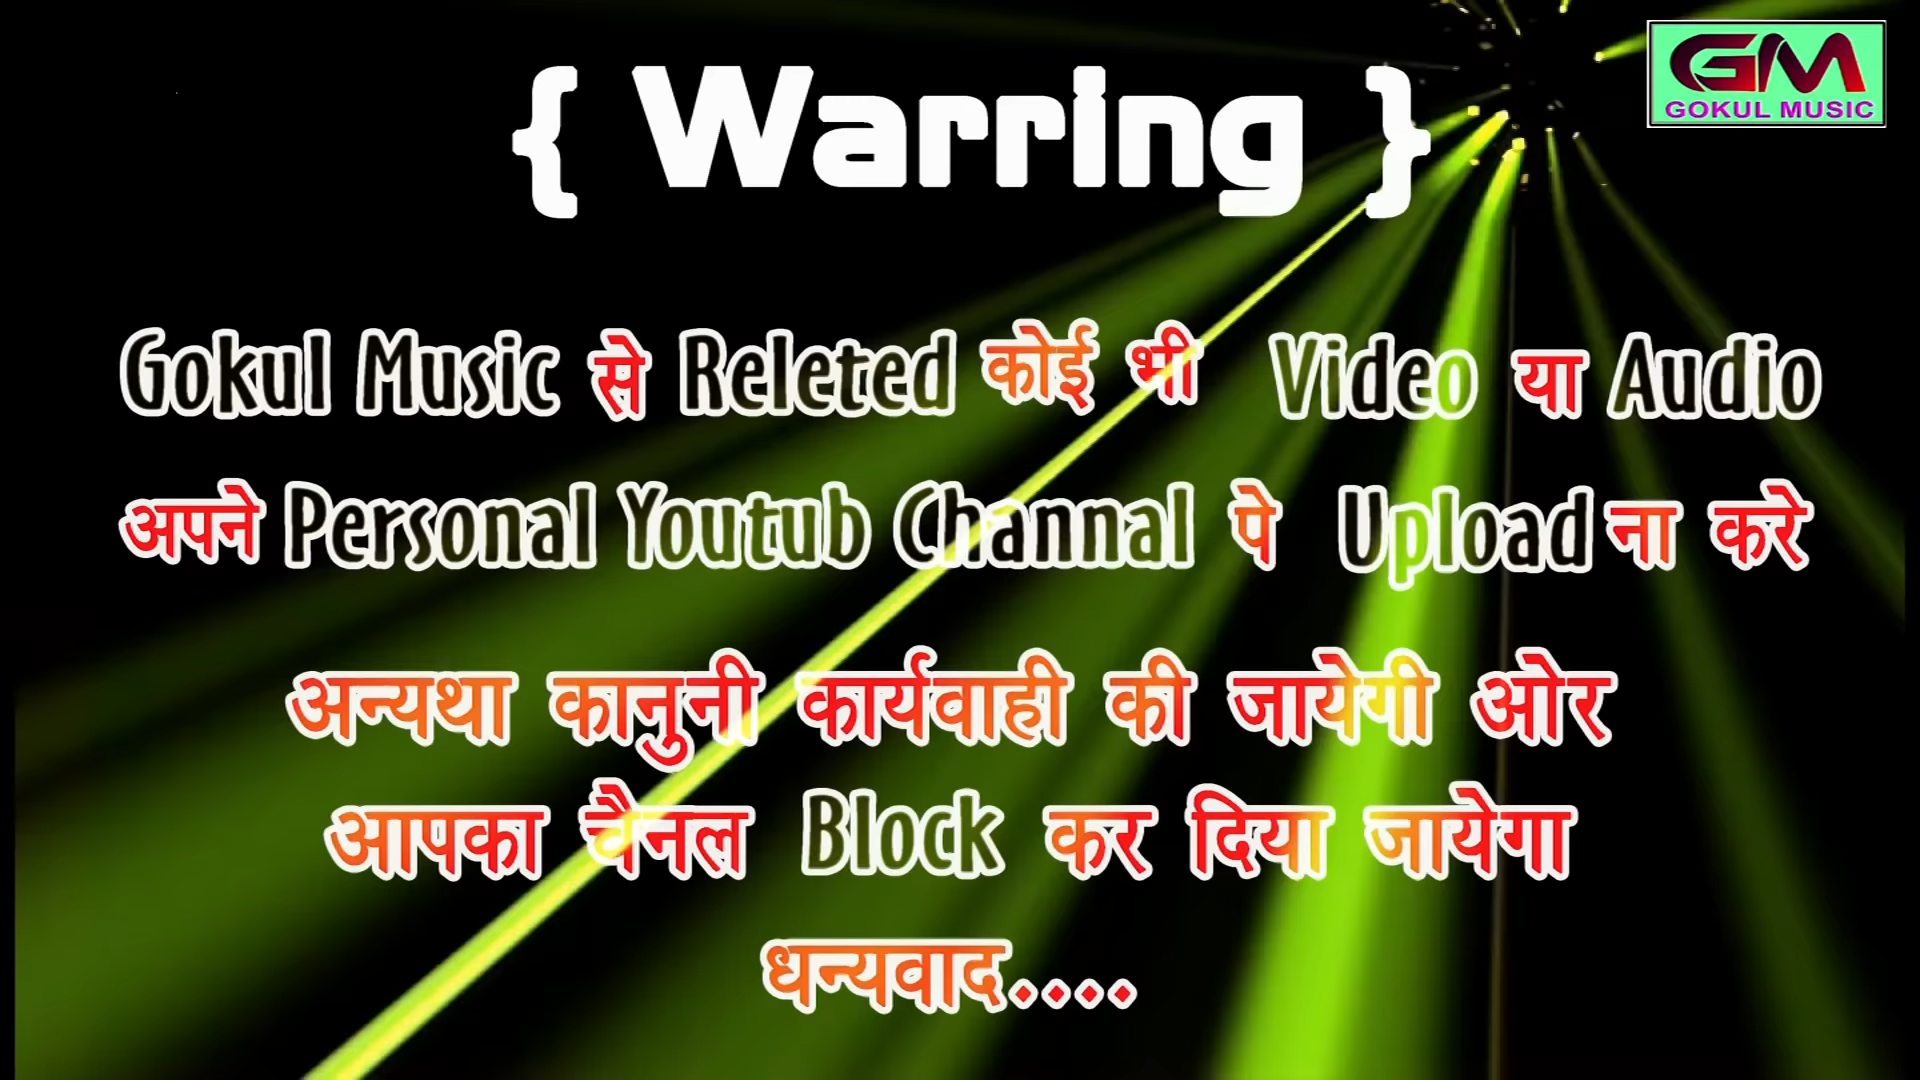 { Warring }
GM
GOKUL MUSIC
Gokul Music से Releted कोई भी Video या Audio
अपने Personal Youtub Channal पे Upload ना करे
अन्यथा कानुनी कार्यवाही की जायेगी ओर
आपका चैनल Block कर दिया जायेगा
धन्यवाद....